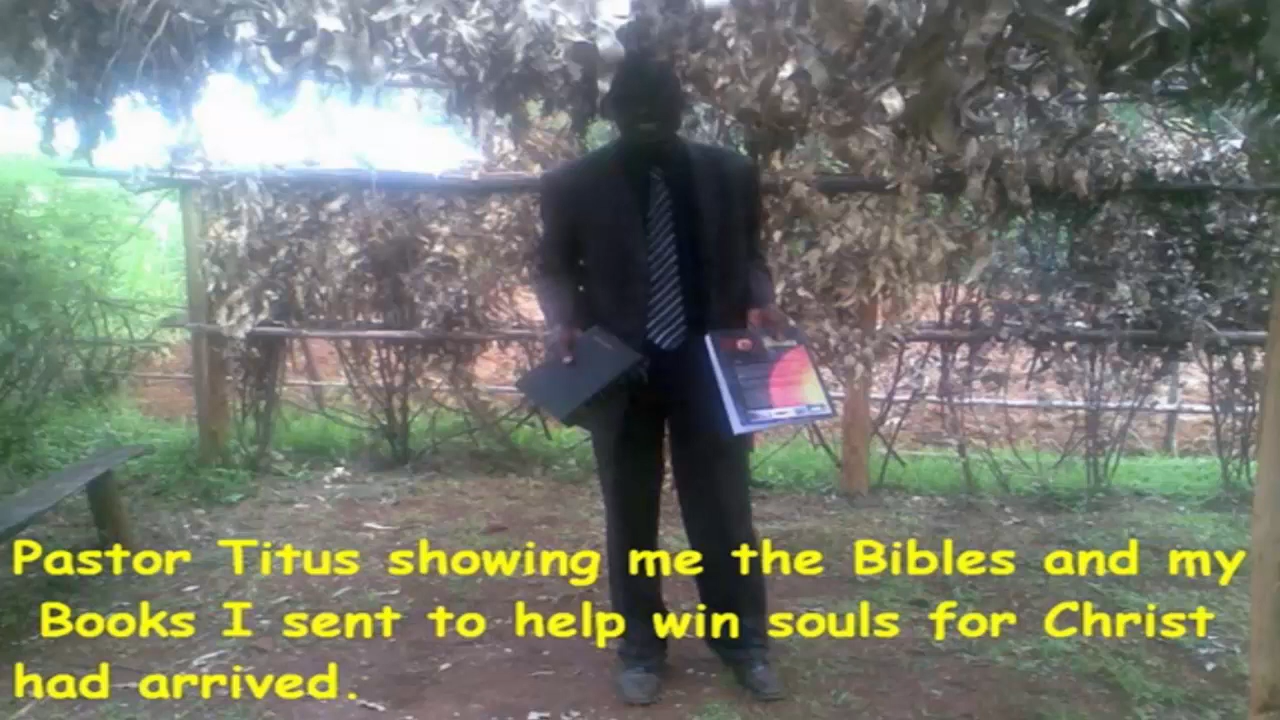 Pastor Titus showing me the Bibles and my
Books I sent to help win souls for Christ
had arrived.